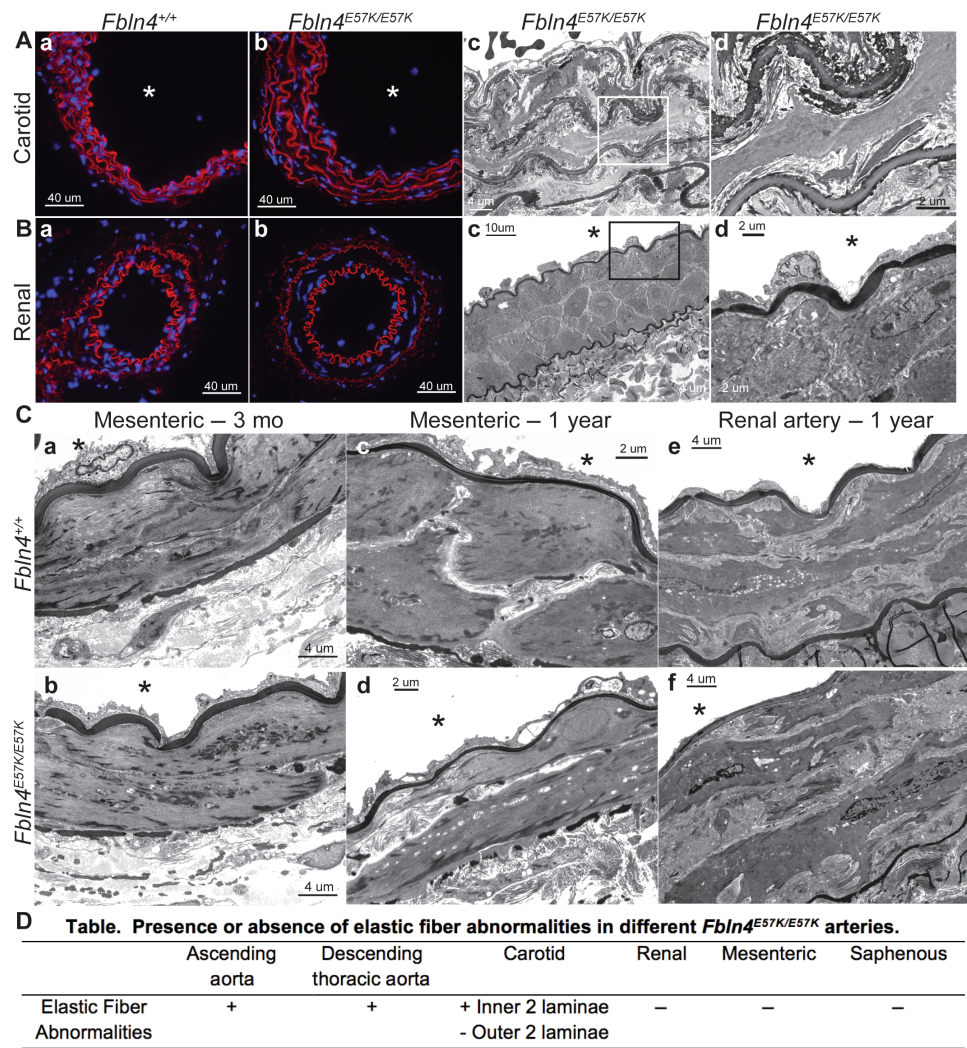 Fbln4+/+ Fbln4E57K/E57K Fbln4E57K/E57K Fbln4E57K/E57K
A a b c d
Carotid
* *
40 um 40 um 4 um 2 um
B a b c 10um * d 2 um *
Renal
40 um 40 um 4 um 2 um
C Mesenteric – 3 mo Mesenteric – 1 year Renal artery – 1 year
a * c * 2 um e 4 um *
Fbln4+/+
4 um
b * d 2 um * f 4 um *
Fbln4E57K/E57K
4 um
D Table. Presence or absence of elastic fiber abnormalities in different Fbln4E57K/E57K arteries.
Ascending Descending Carotid Renal Mesenteric Saphenous
aorta thoracic aorta
Elastic Fiber + + + Inner 2 laminae – – –
Abnormalities - Outer 2 laminae